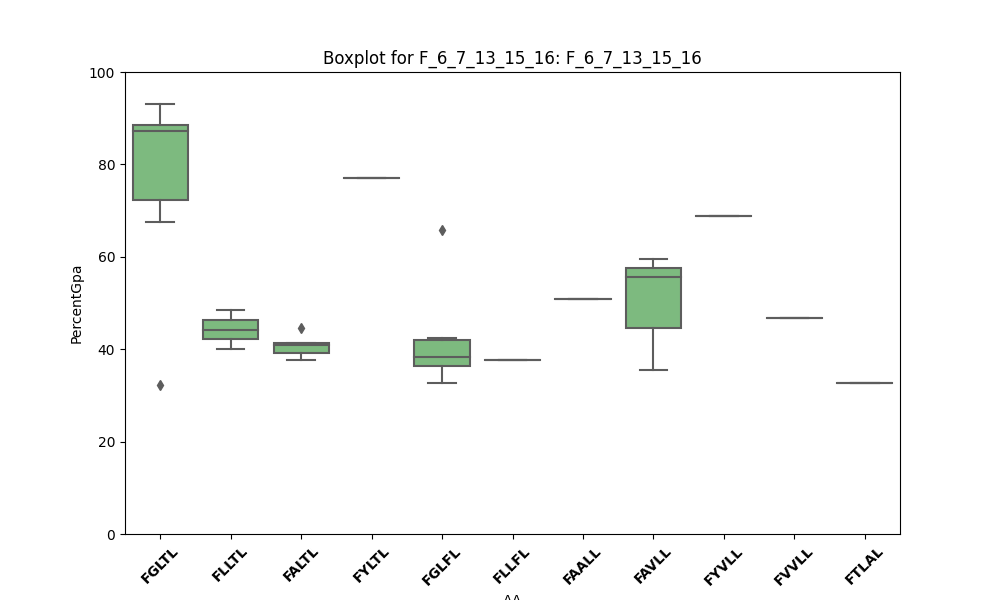 Boxplot for F_6_7_13_15_16: F_6_7_13_15_16
100
80
60
40
20
0
PercentGpa
FGLTL
FLLTL
FALTL
FYLTL
FGLFL
FLLFL
FAALL
FAVLL
FYVLL
FVVLL
FTLAL
AA